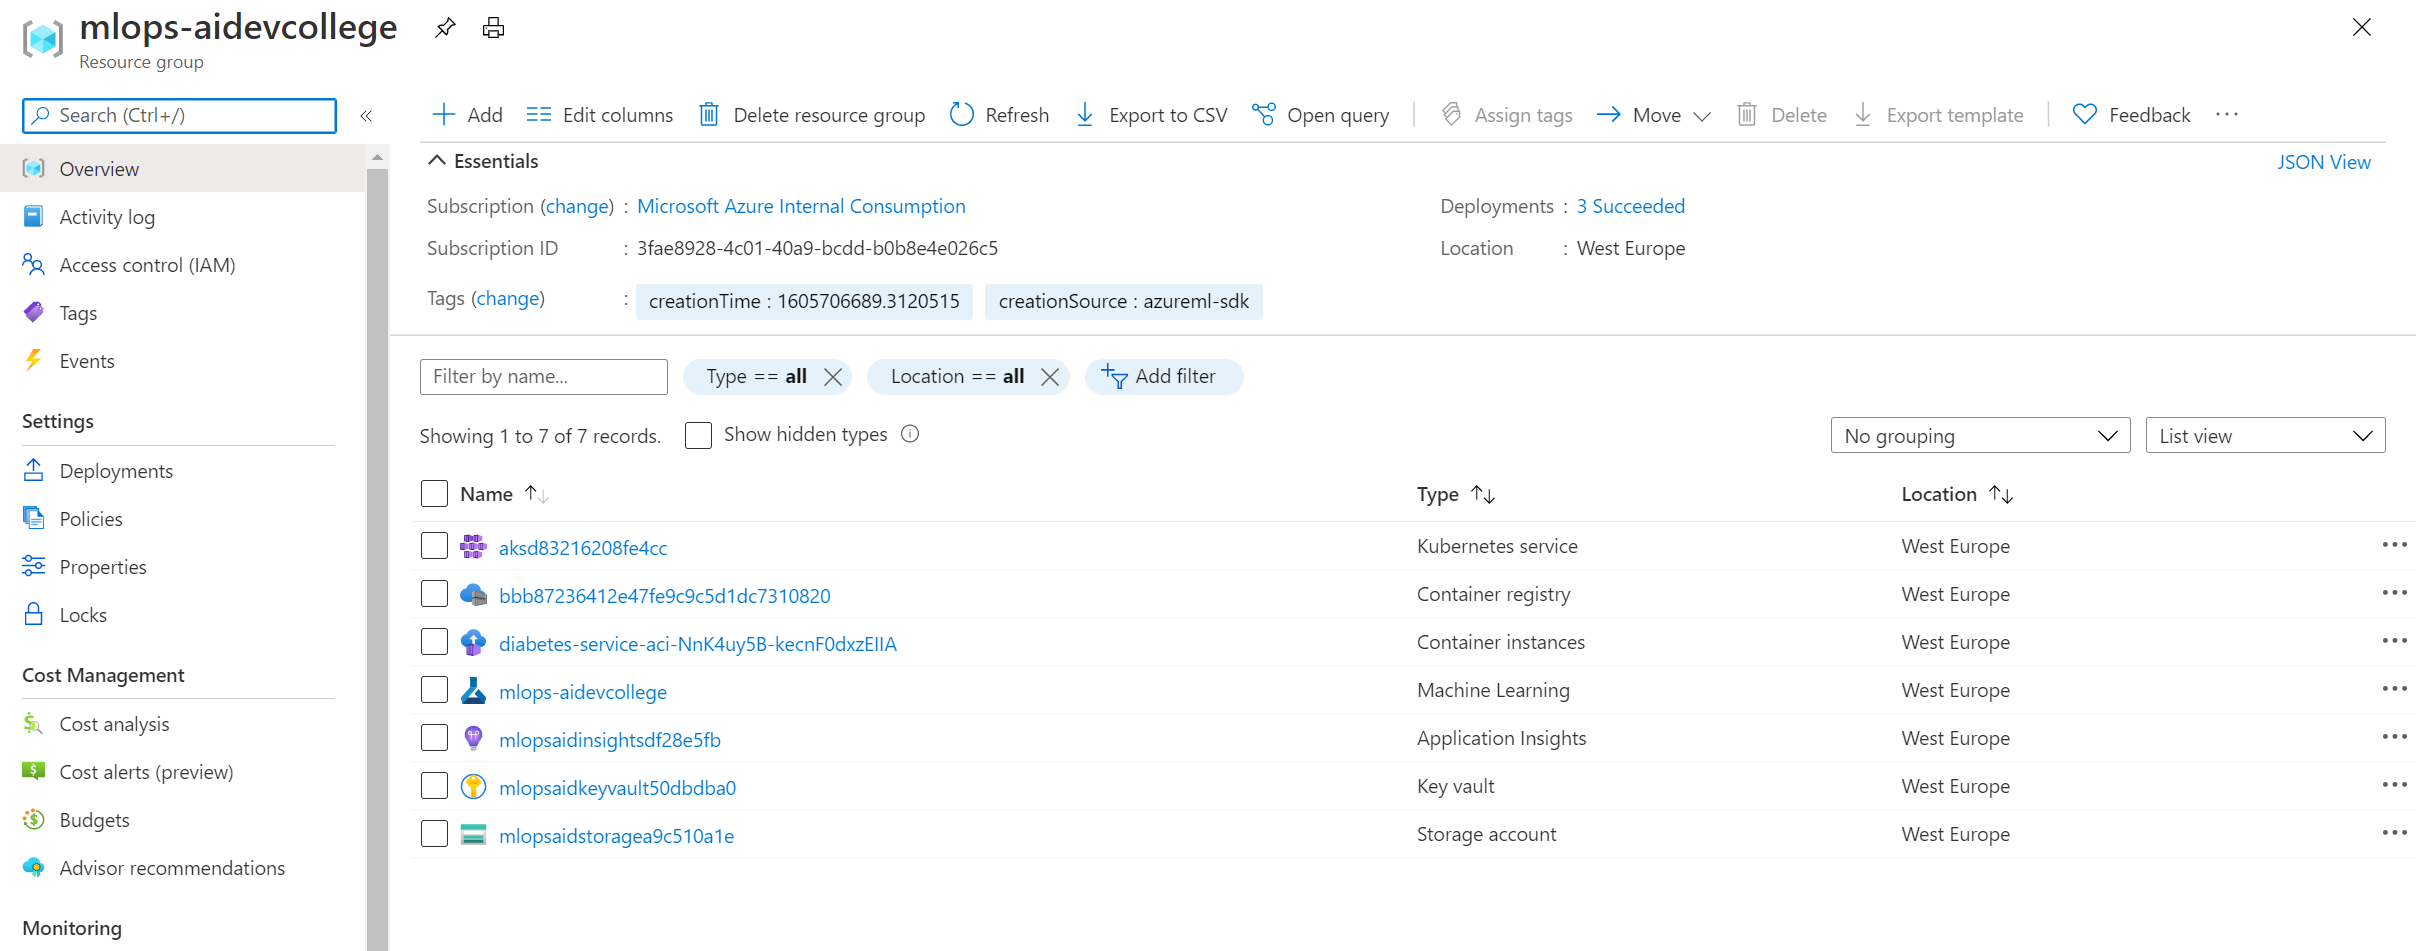 mlops-aidevcollege
Resource group
Search (Ctrl+/)
«
Add
Edit columns
Delete resource group
Refresh
Export to CSV
Open query
Assign tags
Move
Delete
Export template
Feedback
...
Overview
Activity log
Access control (IAM)
Tags
Events
Settings
Deployments
Policies
Properties
Locks
Cost Management
Cost analysis
Cost alerts (preview)
Budgets
Advisor recommendations
Monitoring
Essentials
JSON View
Subscription (change) : Microsoft Azure Internal Consumption
Deployments : 3 Succeeded
Subscription ID : 3fae8928-4c01-40a9-bcdd-b0b8e4e026c5
Location : West Europe
Tags (change) : creationTime : 1605706689.3120515 creationSource : azureml-sdk
Filter by name... Type == all Location == all Add filter
Showing 1 to 7 of 7 records. Show hidden types No grouping List view
Name Type Location
aksd83216208fe4cc Kubernetes service West Europe ...
bbb87236412e47fe9c9c5d1dc7310820 Container registry West Europe ...
diabetes-service-aci-NnK4uy5B-kecnF0dxzEIIA Container instances West Europe ...
mlops-aidevcollege Machine Learning West Europe ...
mlopsaidinsightsdf28e5fb Application Insights West Europe ...
mlopsaidkeyvault50dbdba0 Key vault West Europe ...
mlopsaidstoragea9c510a1e Storage account West Europe ...